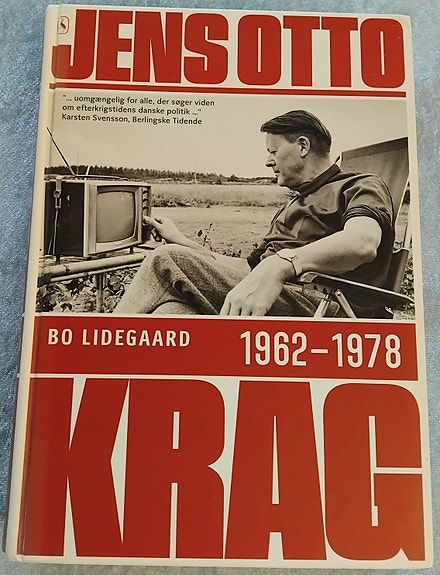 S
JENS OTTO
"... uomgængelig for alle, der søger viden
om efterkrigstidens danske politik ..."
Karsten Svensson, Berlingske Tidende
BO LIDEGAARD
1962–1978
KRAG